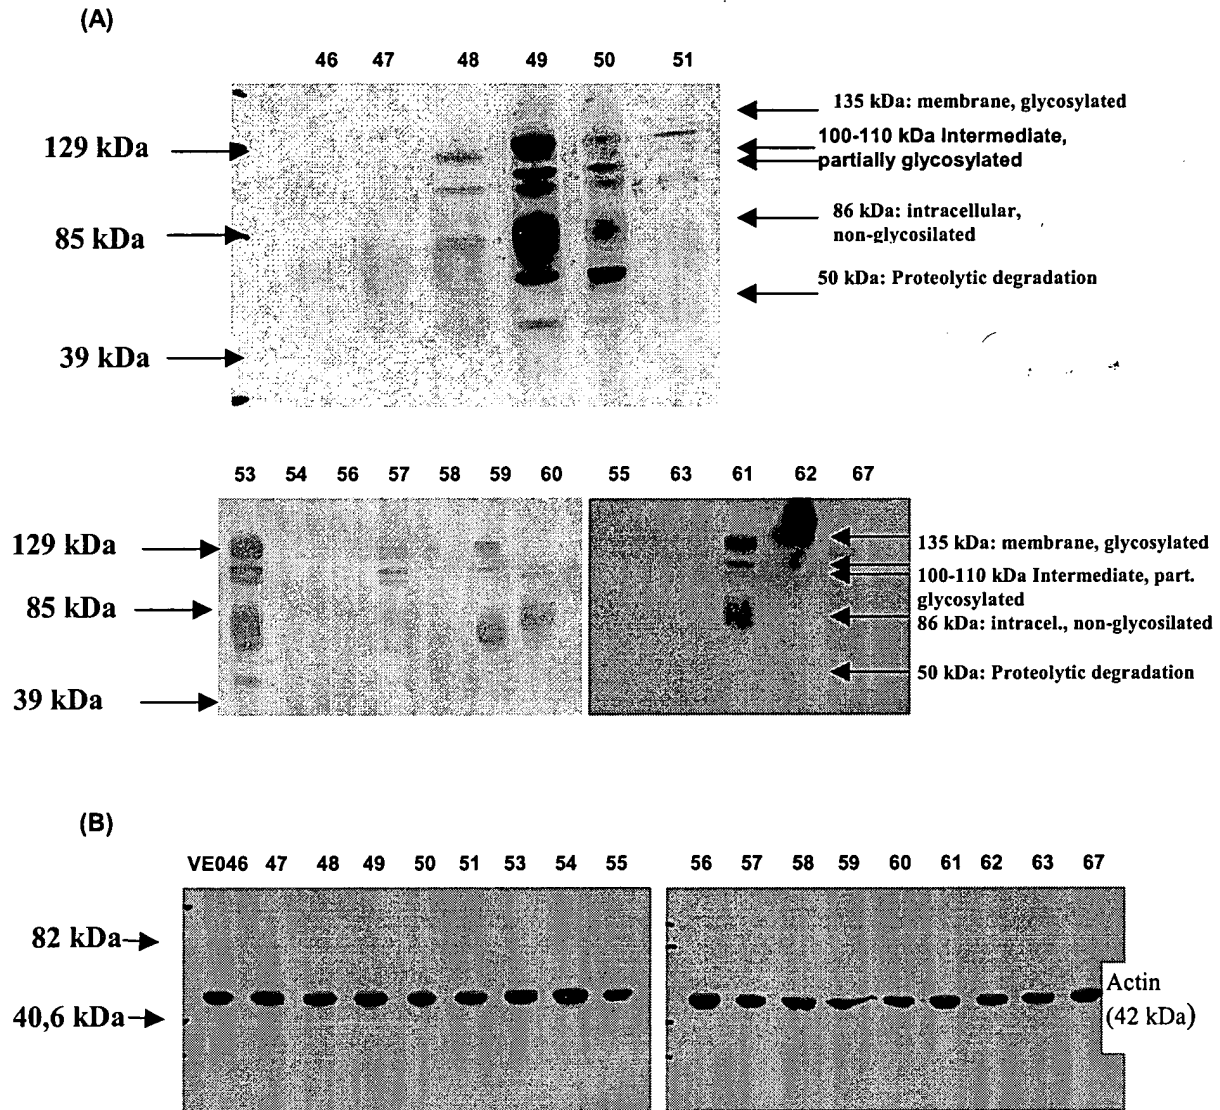 (A)
46 47 48 49 50 51
129 kDa
85 kDa
39 kDa
135 kDa: membrane, glycosylated
100-110 kDa Intermediate,
partially glycosylated
86 kDa: intracellular,
non-glycosilated
50 kDa: Proteolytic degradation
53 54 56 57 58 59 60 55 63 61 62 67
129 kDa
85 kDa
39 kDa
135 kDa: membrane, glycosylated
100-110 kDa Intermediate, part.
glycosylated
86 kDa: intracel., non-glycosilated
50 kDa: Proteolytic degradation
(B)
VE046 47 48 49 50 51 53 54 55 56 57 58 59 60 61 62 63 67
82 kDa
40,6 kDa
Actin
(42 kDa)